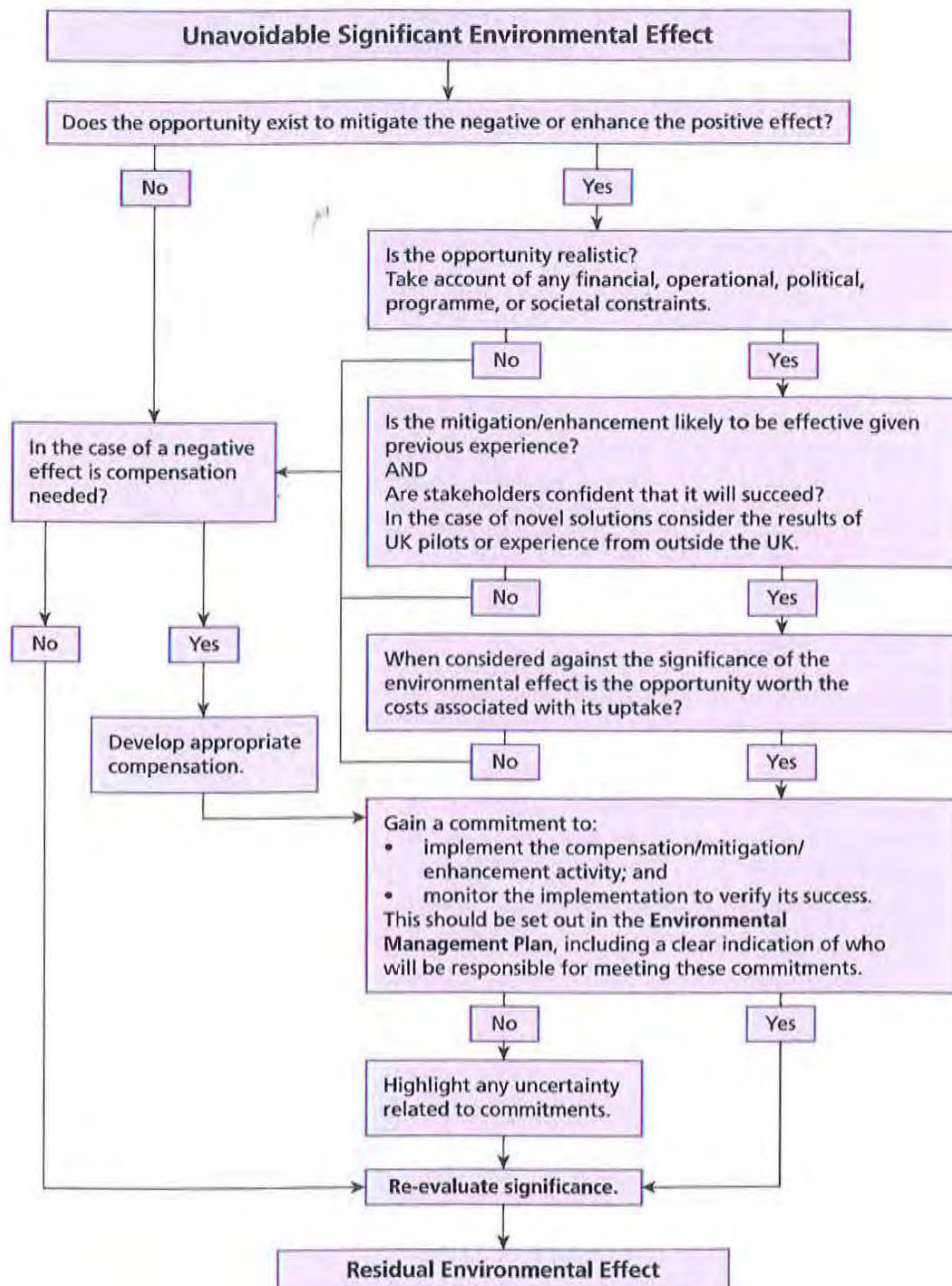 Unavoidable Significant Environmental Effect
Does the opportunity exist to mitigate the negative or enhance the positive effect?
No
Yes
Is the opportunity realistic?
Take account of any financial, operational, political,
programme, or societal constraints.
No
Yes
In the case of a negative
effect is compensation
needed?
Is the mitigation/enhancement likely to be effective given
previous experience?
AND
Are stakeholders confident that it will succeed?
In the case of novel solutions consider the results of
UK pilots or experience from outside the UK.
No
Yes
No
Yes
When considered against the significance of the
environmental effect is the opportunity worth the
costs associated with its uptake?
No
Yes
Develop appropriate
compensation.
Gain a commitment to:
• implement the compensation/mitigation/
enhancement activity; and
• monitor the implementation to verify its success.
This should be set out in the Environmental
Management Plan, including a clear indication of who
will be responsible for meeting these commitments.
No
Yes
Highlight any uncertainty
related to commitments.
Re-evaluate significance.
Residual Environmental Effect